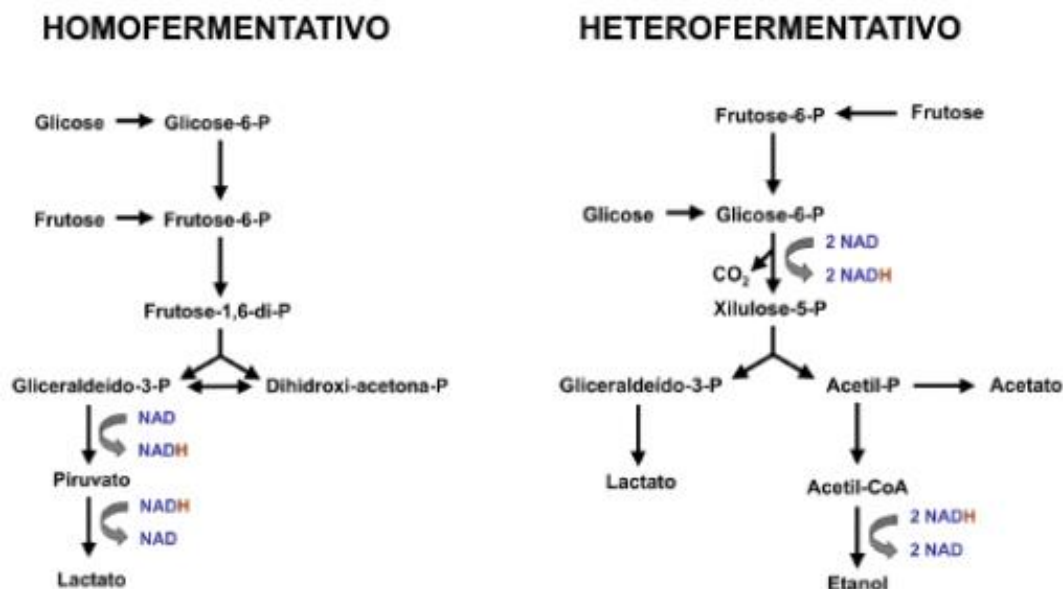 HOMOFERMENTATIVO
Glicose Glicose-6-P
Frutose Frutose-6-P
Frutose-1,6-di-P
Gliceraldeído-3-P Dihidroxi-acetona-P
NAD
NADH
Piruvato
NADH
NAD
Lactato
HETEROFERMENTATIVO
Frutose-6-P Frutose
Glicose Glicose-6-P
2 NAD
CO₂ 2 NADH
Xilulose-5-P
Gliceraldeído-3-P Acetil-P Acetato
Lactato
Acetil-CoA
2 NADH
2 NAD
Etanol